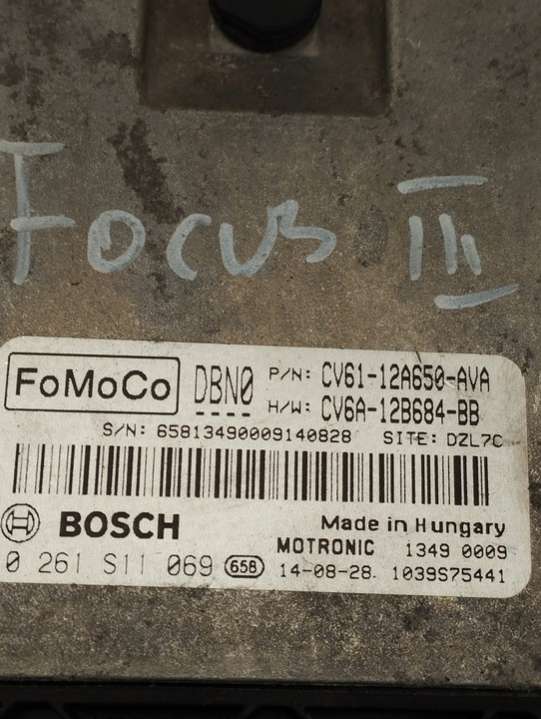 Focus III
FoMoCo DBN0 P/N: CV61-12A650-AVA
H/W: CV6A-12B684-BB
S/N: 65813490009140828 SITE: DZL7C
BOSCH Made in Hungary
MOTRONIC 1349 0009
0 261 S11 069 658 14-08-28. 1039S75441